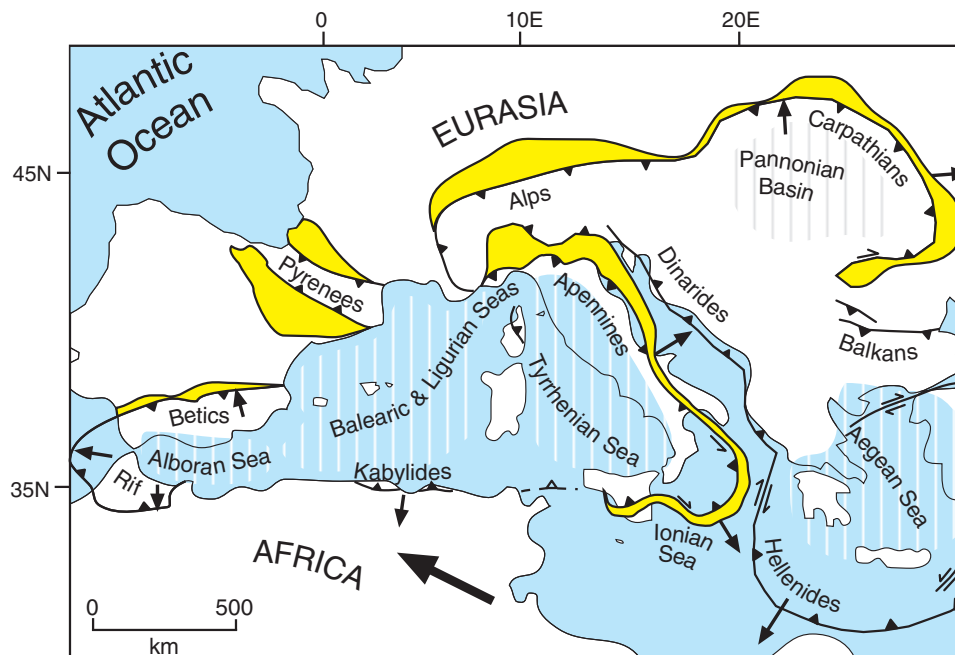 0
10E
20E
Atlantic
Ocean
EURASIA
45N
Alps
Carpathians
Pannonian
Basin
Pyrenees
Apennines
Dinarides
Balkans
Balearic & Ligurian Seas
Tyrrhenian Sea
Betics
Alboran Sea
Aegean Sea
Kabylides
35N
Rif
Ionian
Sea
Hellenides
AFRICA
0
500
km